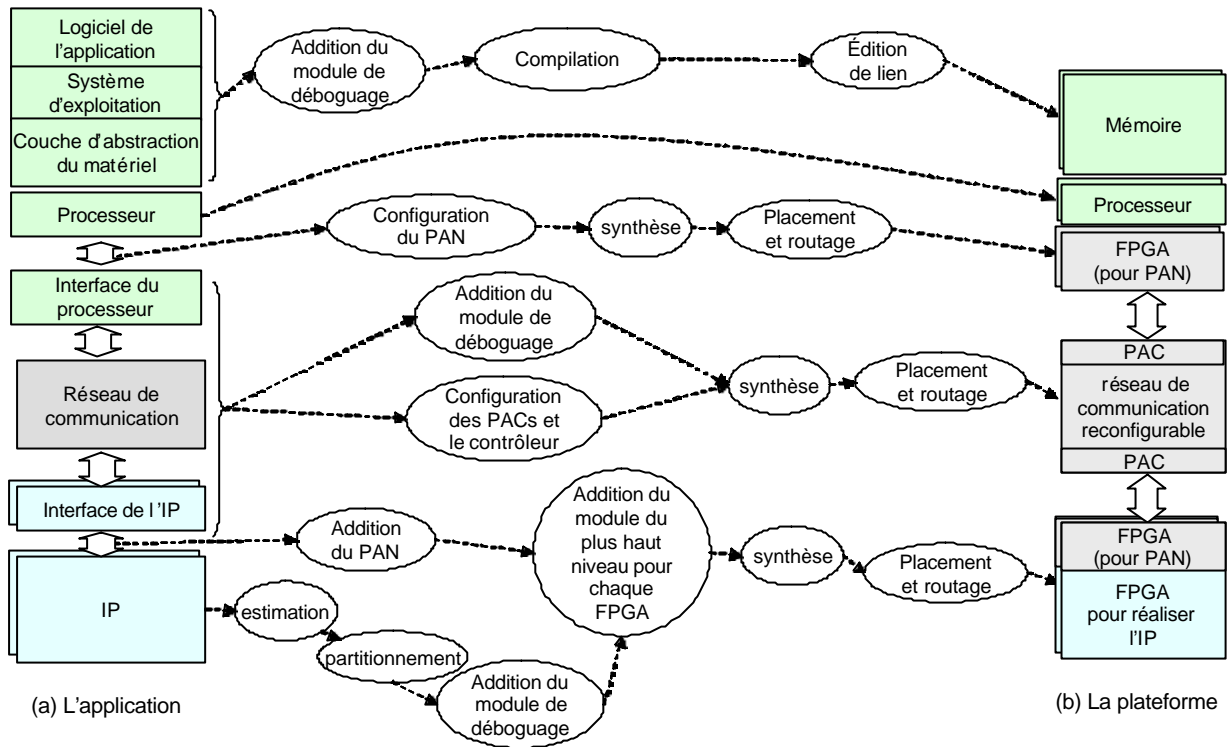 Logiciel de
l'application
Système
d'exploitation
Couche d'abstraction
du matériel
Processeur
Interface du
processeur
Réseau de
communication
Interface de l'IP
IP
(a) L'application
Addition du
module de
déboguage
Compilation
Édition
de lien
Configuration
du PAN
synthèse
Placement
et routage
Addition du
module de
déboguage
Configuration
des PACs et
le contrôleur
synthèse
Placement
et routage
Addition
du PAN
Addition du
module du
plus haut
niveau pour
chaque
FPGA
synthèse
Placement
et routage
estimation
partitionnement
Addition du
module de
déboguage
Mémoire
Processeur
FPGA
(pour PAN)
PAC
réseau de
communication
reconfigurable
PAC
FPGA
(pour PAN)
FPGA
pour réaliser
l'IP
(b) La plateforme